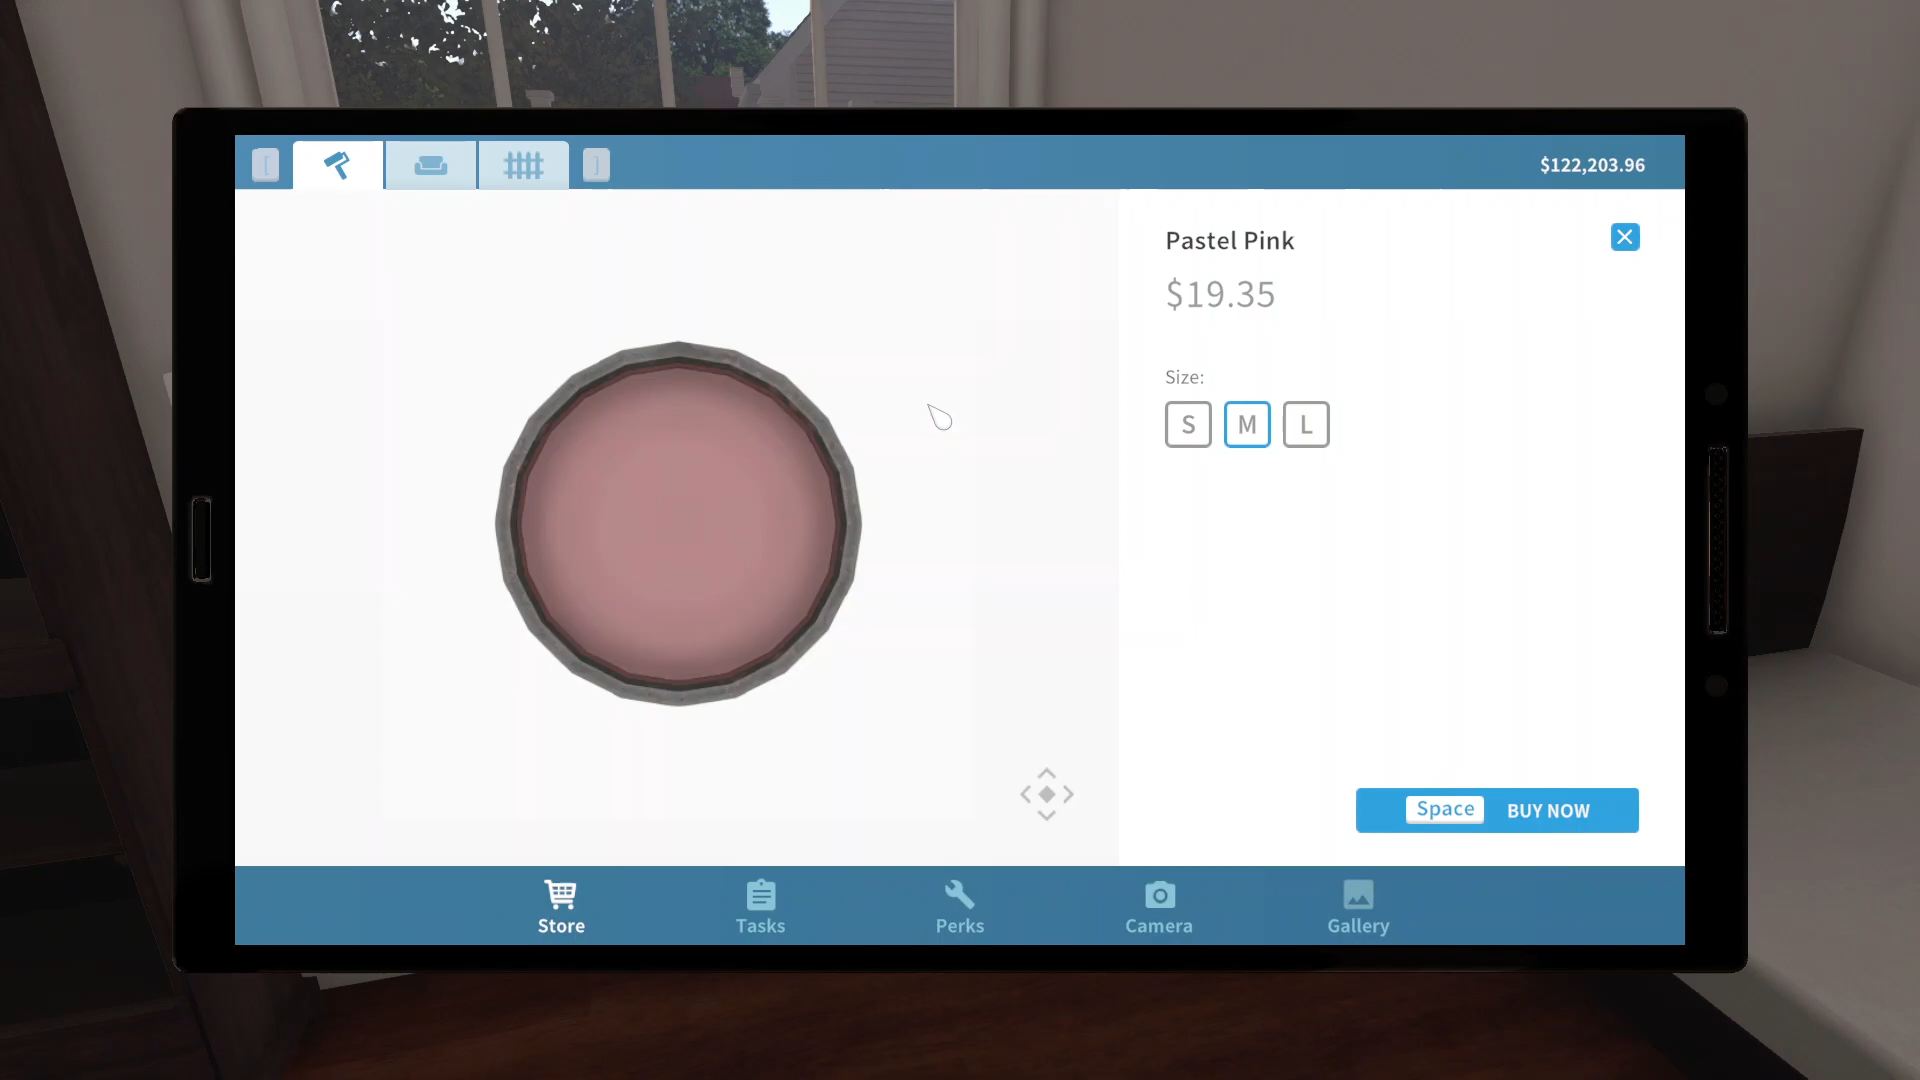 [
]
$122,203.96
Pastel Pink
$19.35
Size:
S M L
Space BUY NOW
Store Tasks Perks Camera Gallery